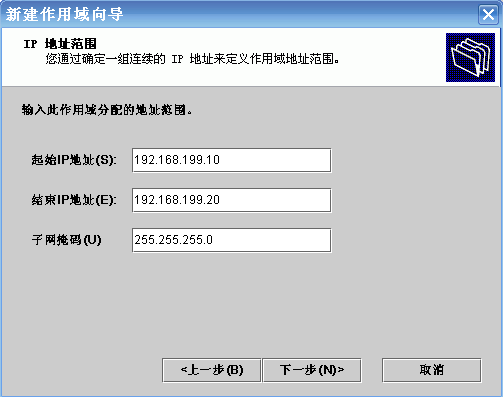 新建作用域向导
IP 地址范围
您通过确定一组连续的 IP 地址来定义作用域地址范围。
输入此作用域分配的地址范围。
起始IP地址(S): 192.168.199.10
结束IP地址(E): 192.168.199.20
子网掩码(U) 255.255.255.0
<上一步(B) 下一步(N)> 取消